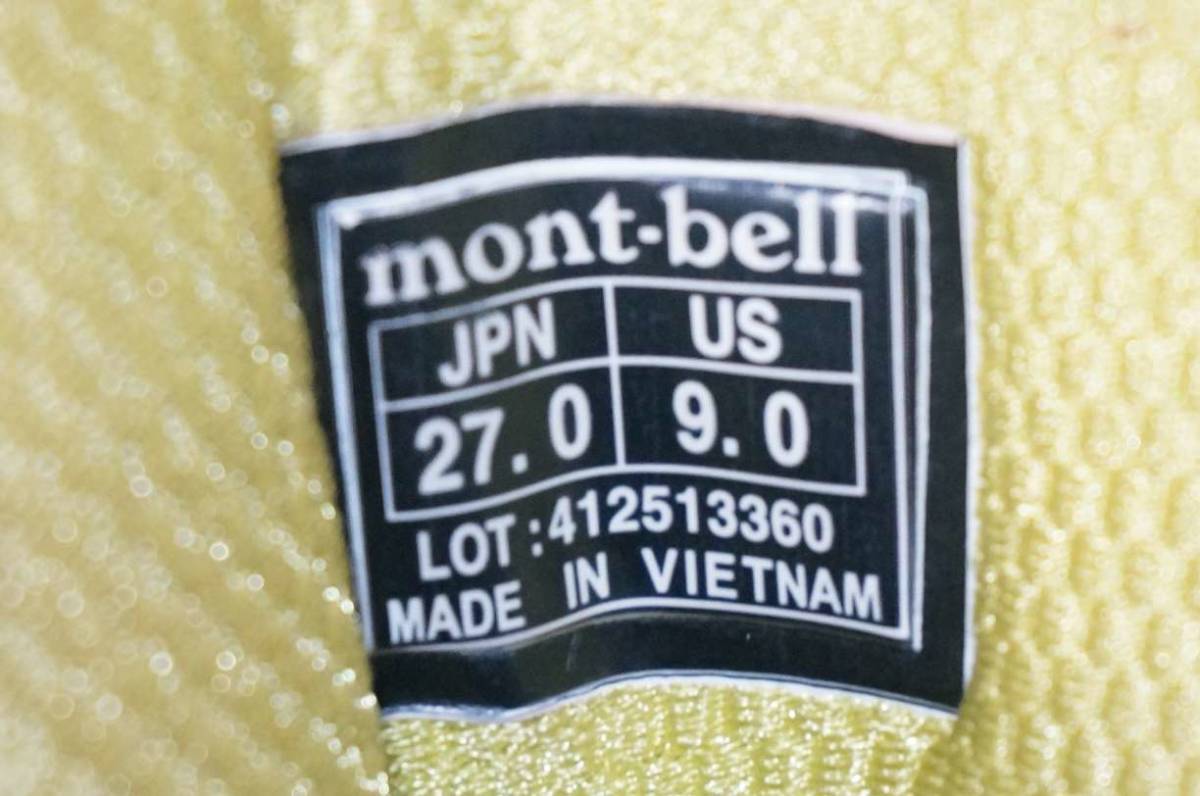 mont-bell
JPN US
27.0 9.0
LOT:412513360
MADE IN VIETNAM